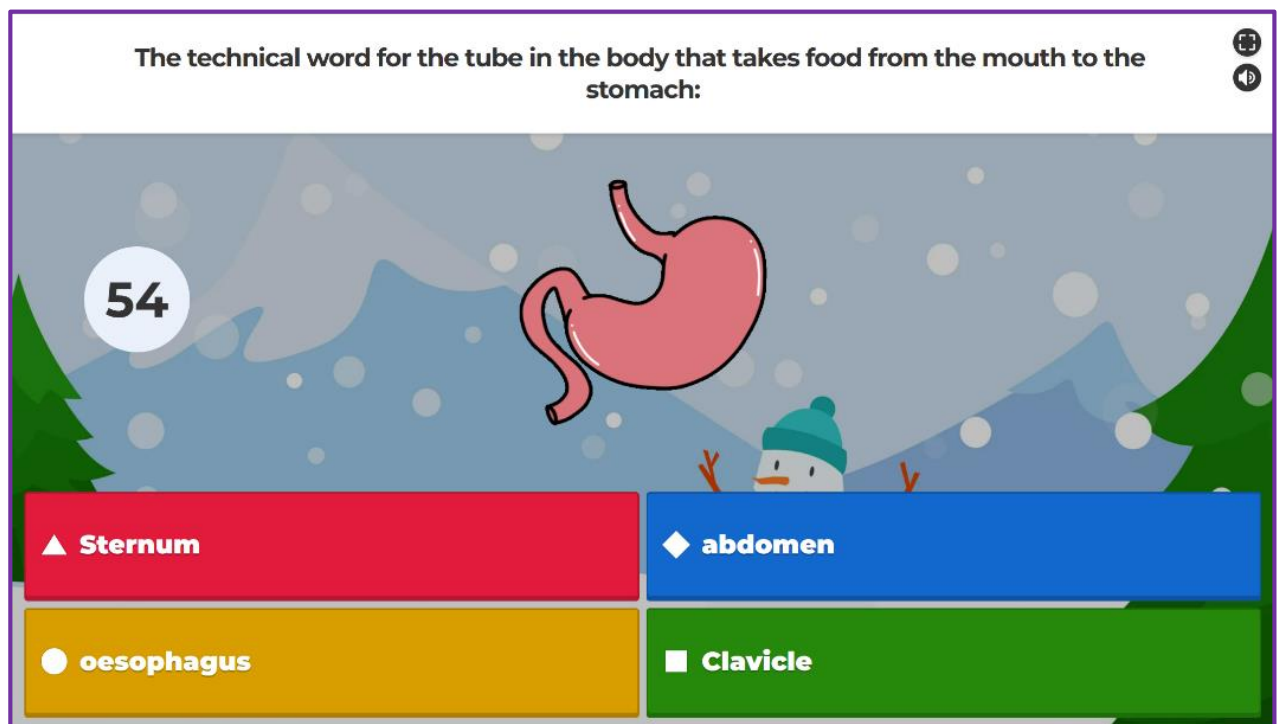 The technical word for the tube in the body that takes food from the mouth to the
stomach:
54
Sternum
abdomen
oesophagus
Clavicle